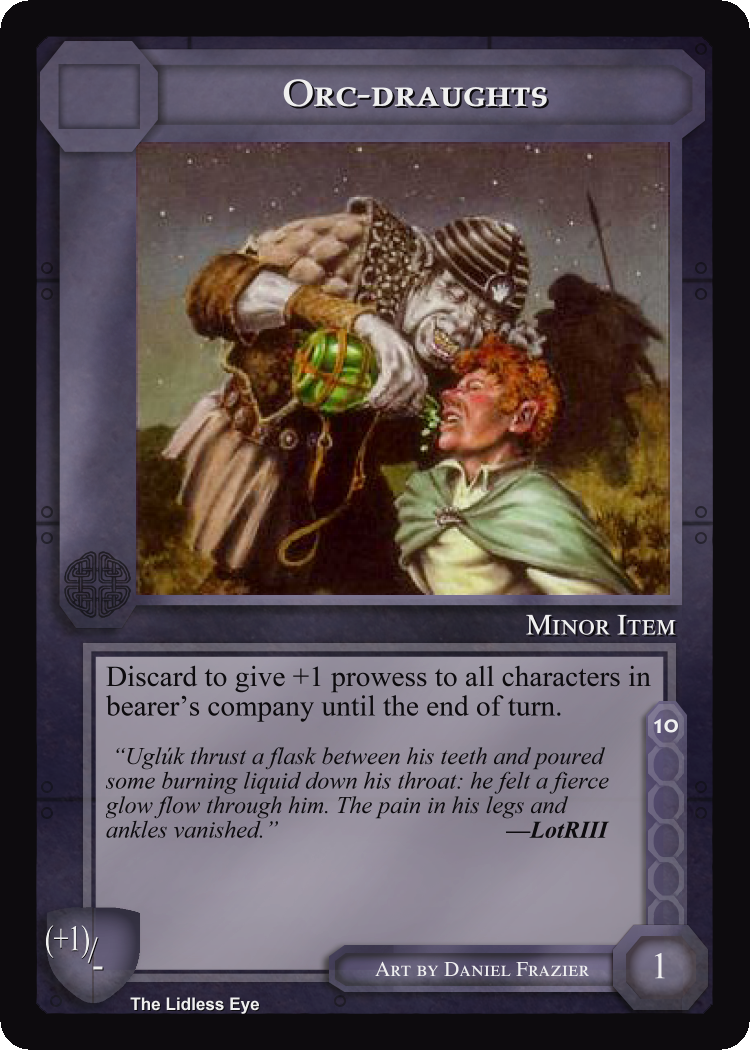 Orc-draughts
Minor Item
Discard to give +1 prowess to all characters in
bearer's company until the end of turn.
10
"Uglúk thrust a flask between his teeth and poured
some burning liquid down his throat: he felt a fierce
glow flow through him. The pain in his legs and
ankles vanished." —LotRIII
(+1)/-
Art by Daniel Frazier
1
The Lidless Eye